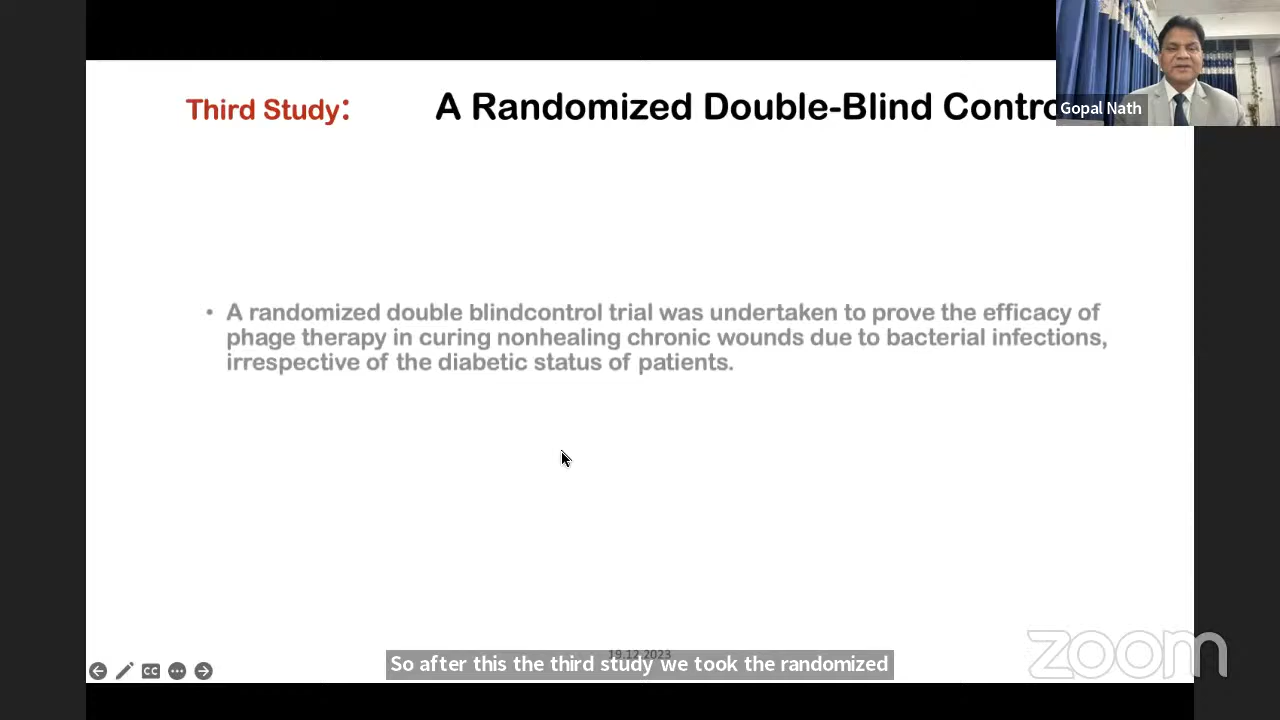 Third Study: A Randomized Double-Blind Contro
Gopal Nath
• A randomized double blindcontrol trial was undertaken to prove the efficacy of
phage therapy in curing nonhealing chronic wounds due to bacterial infections,
irrespective of the diabetic status of patients.
19.12.2023
So after this the third study we took the randomized
CC
zoom